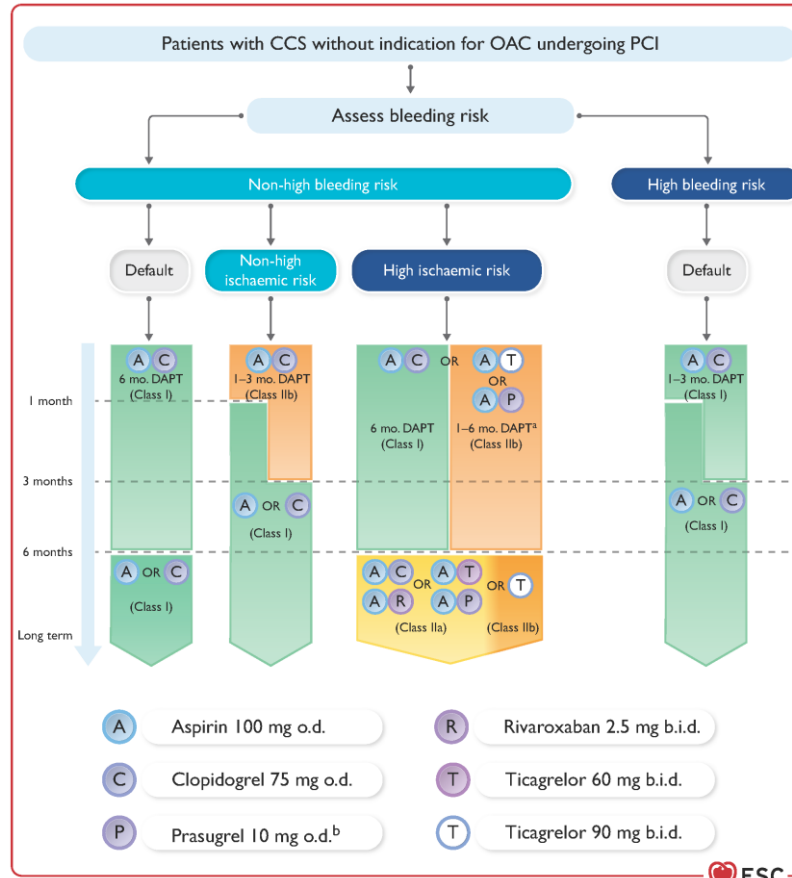 Patients with CCS without indication for OAC undergoing PCI
Assess bleeding risk
Non-high bleeding risk
High bleeding risk
Default
Non-high
ischaemic risk
High ischaemic risk
Default
A C
6 mo. DAPT
(Class I)
A C
1–3 mo. DAPT
(Class IIb)
A C OR A T
OR
A P
6 mo. DAPT
(Class I)
1–6 mo. DAPTᵃ
(Class IIb)
A C
1–3 mo. DAPT
(Class I)
1 month
3 months
A OR C
(Class I)
A OR C
(Class I)
6 months
A OR C
(Class I)
A C OR A T OR T
A R A P
(Class IIa) (Class IIb)
Long term
A Aspirin 100 mg o.d.
R Rivaroxaban 2.5 mg b.i.d.
C Clopidogrel 75 mg o.d.
T Ticagrelor 60 mg b.i.d.
P Prasugrel 10 mg o.d.ᵇ
T Ticagrelor 90 mg b.i.d.
ESC